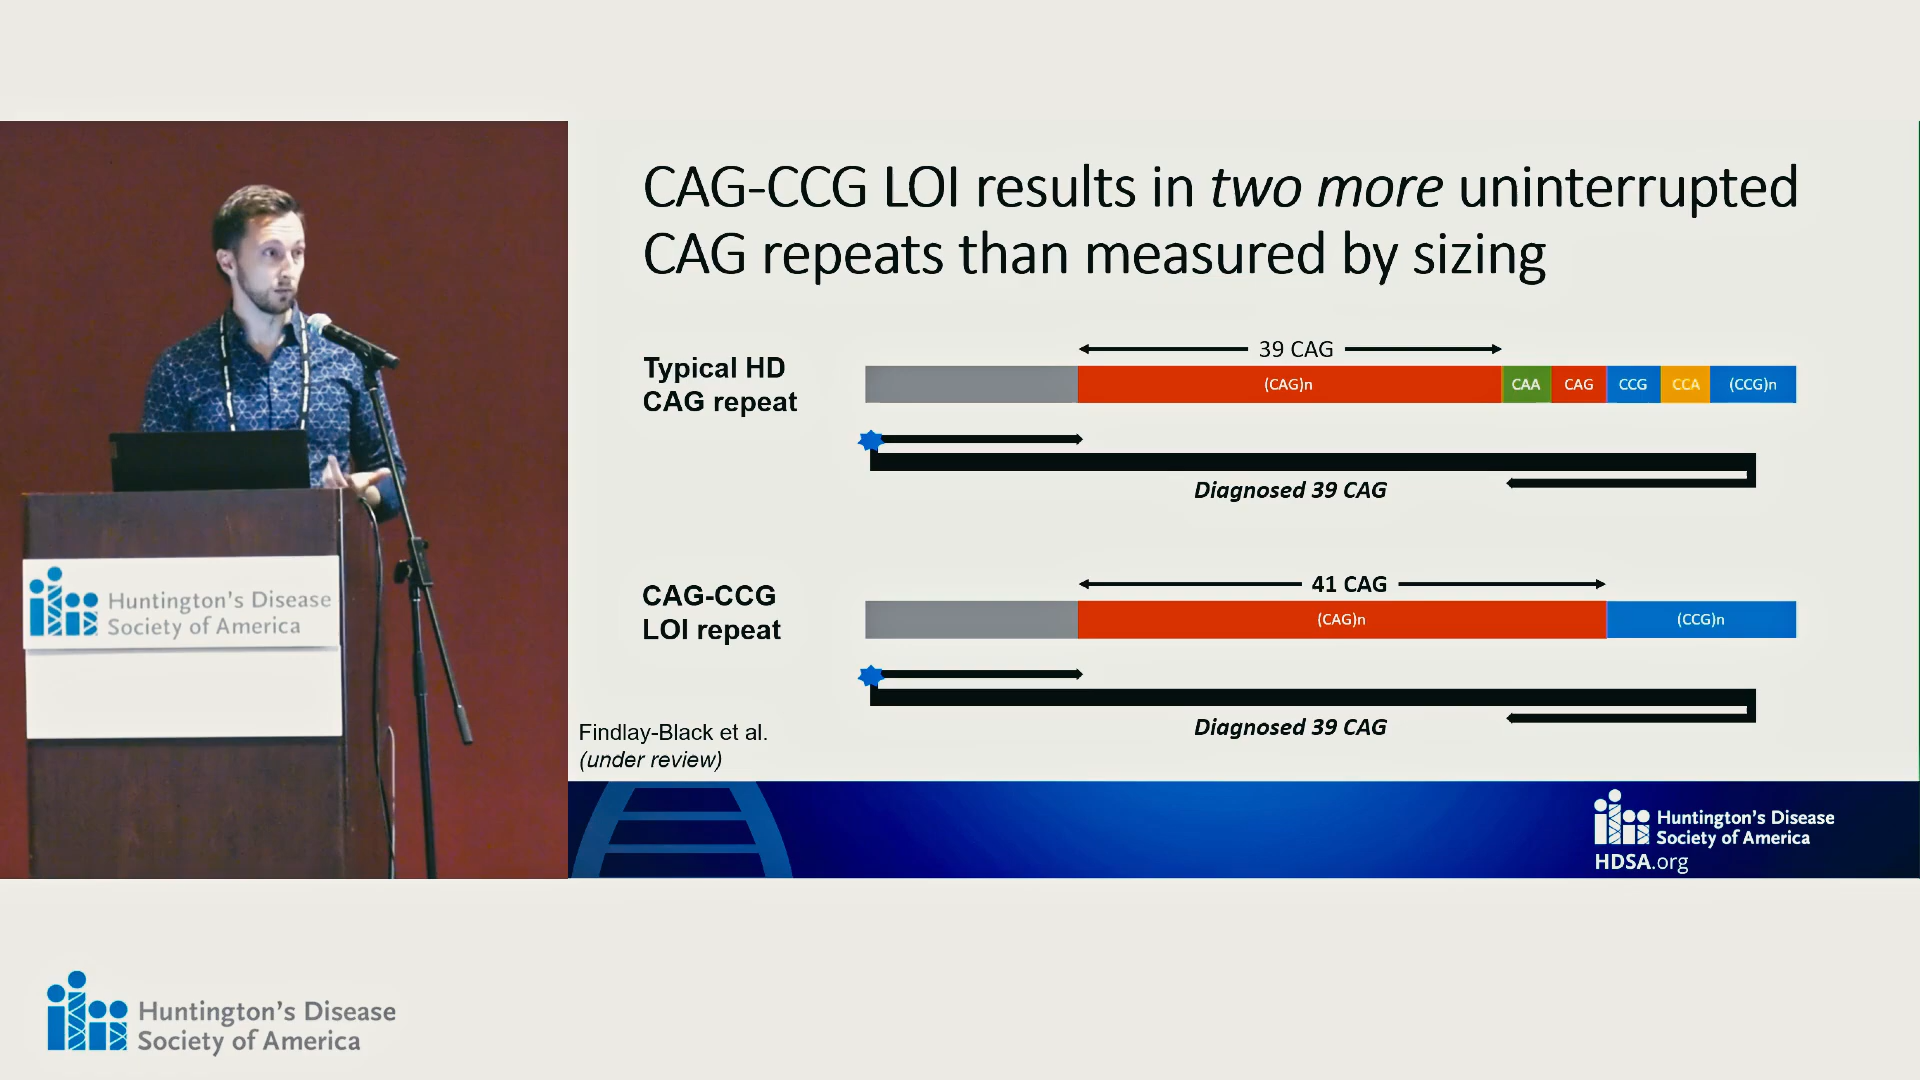 CAG-CCG LOI results in two more uninterrupted
CAG repeats than measured by sizing
Typical HD
CAG repeat
39 CAG
(CAG)n
CAA
CAG
CCG
CCA
(CCG)n
Diagnosed 39 CAG
CAG-CCG
LOI repeat
41 CAG
(CAG)n
(CCG)n
Diagnosed 39 CAG
Findlay-Black et al.
(under review)
Huntington's Disease
Society of America
HDSA.org
Huntington's Disease
Society of America
Huntington's Disease
Society of America